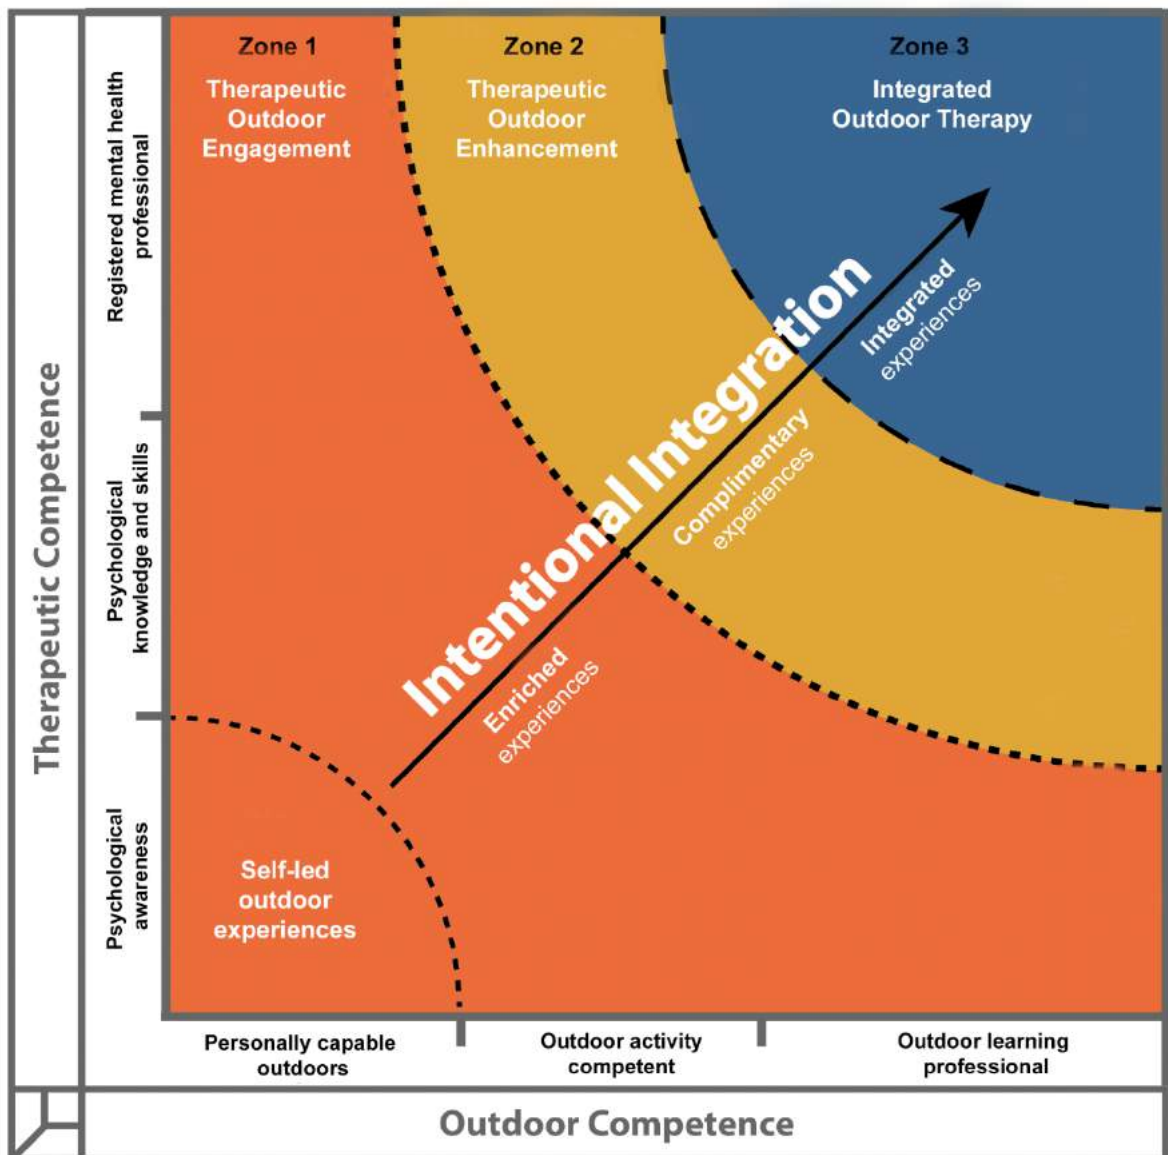 Zone 1
Therapeutic
Outdoor
Engagement
Zone 2
Therapeutic
Outdoor
Enhancement
Zone 3
Integrated
Outdoor Therapy
Therapeutic Competence
Registered mental health
professional
Psychological
knowledge and skills
Psychological
awareness
Intentional Integration
Integrated
experiences
Complimentary
experiences
Enriched
experiences
Self-led
outdoor
experiences
Personally capable
outdoors
Outdoor activity
competent
Outdoor learning
professional
Outdoor Competence